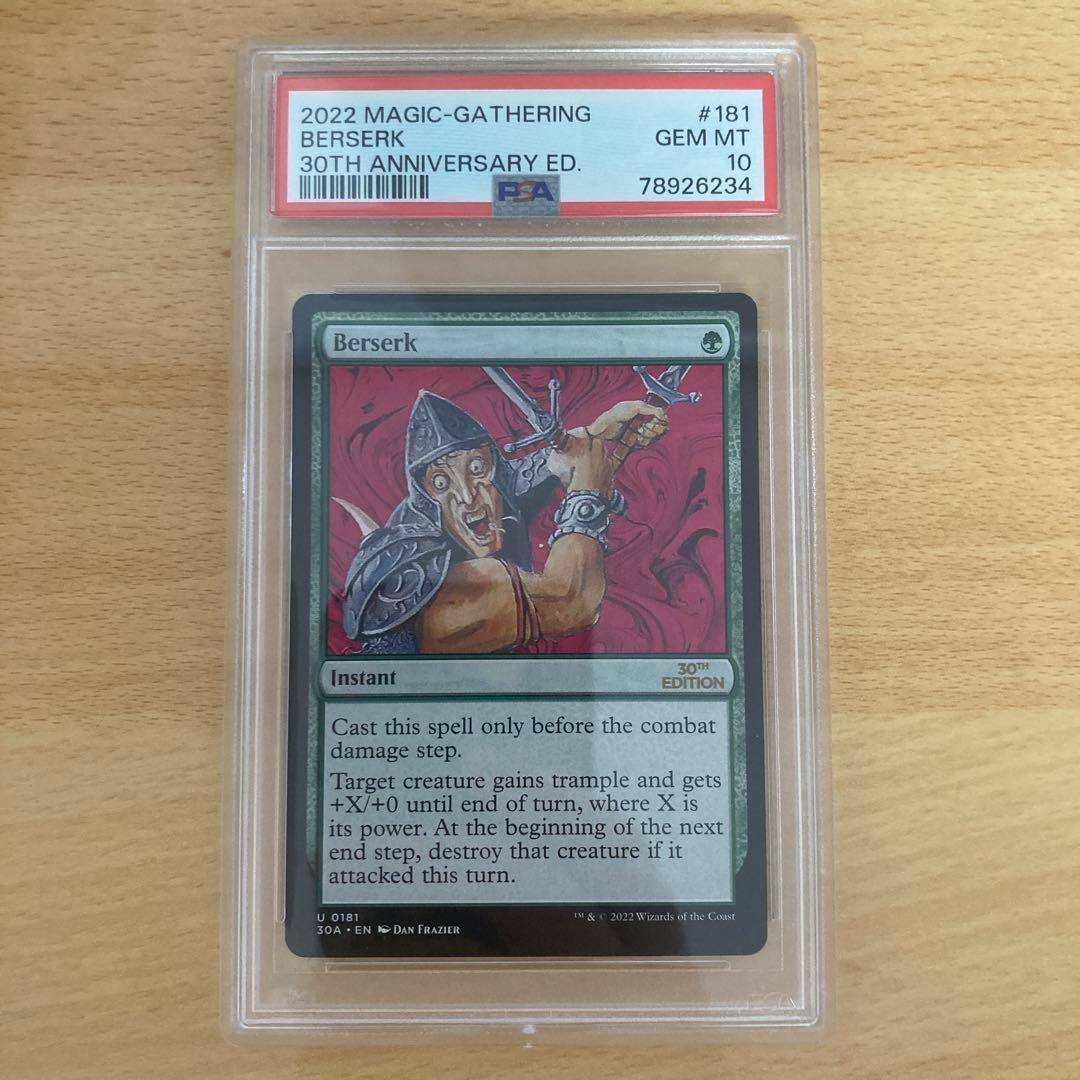 2022 MAGIC-GATHERING #181
BERSERK GEM MT
30TH ANNIVERSARY ED. 10
PSA 78926234
Berserk
Instant
30TH
EDITION
Cast this spell only before the combat
damage step.
Target creature gains trample and gets
+X/+0 until end of turn, where X is
its power. At the beginning of the next
end step, destroy that creature if it
attacked this turn.
U 0181
™ & © 2022 Wizards of the Coast
30A • EN DAN FRAZIER